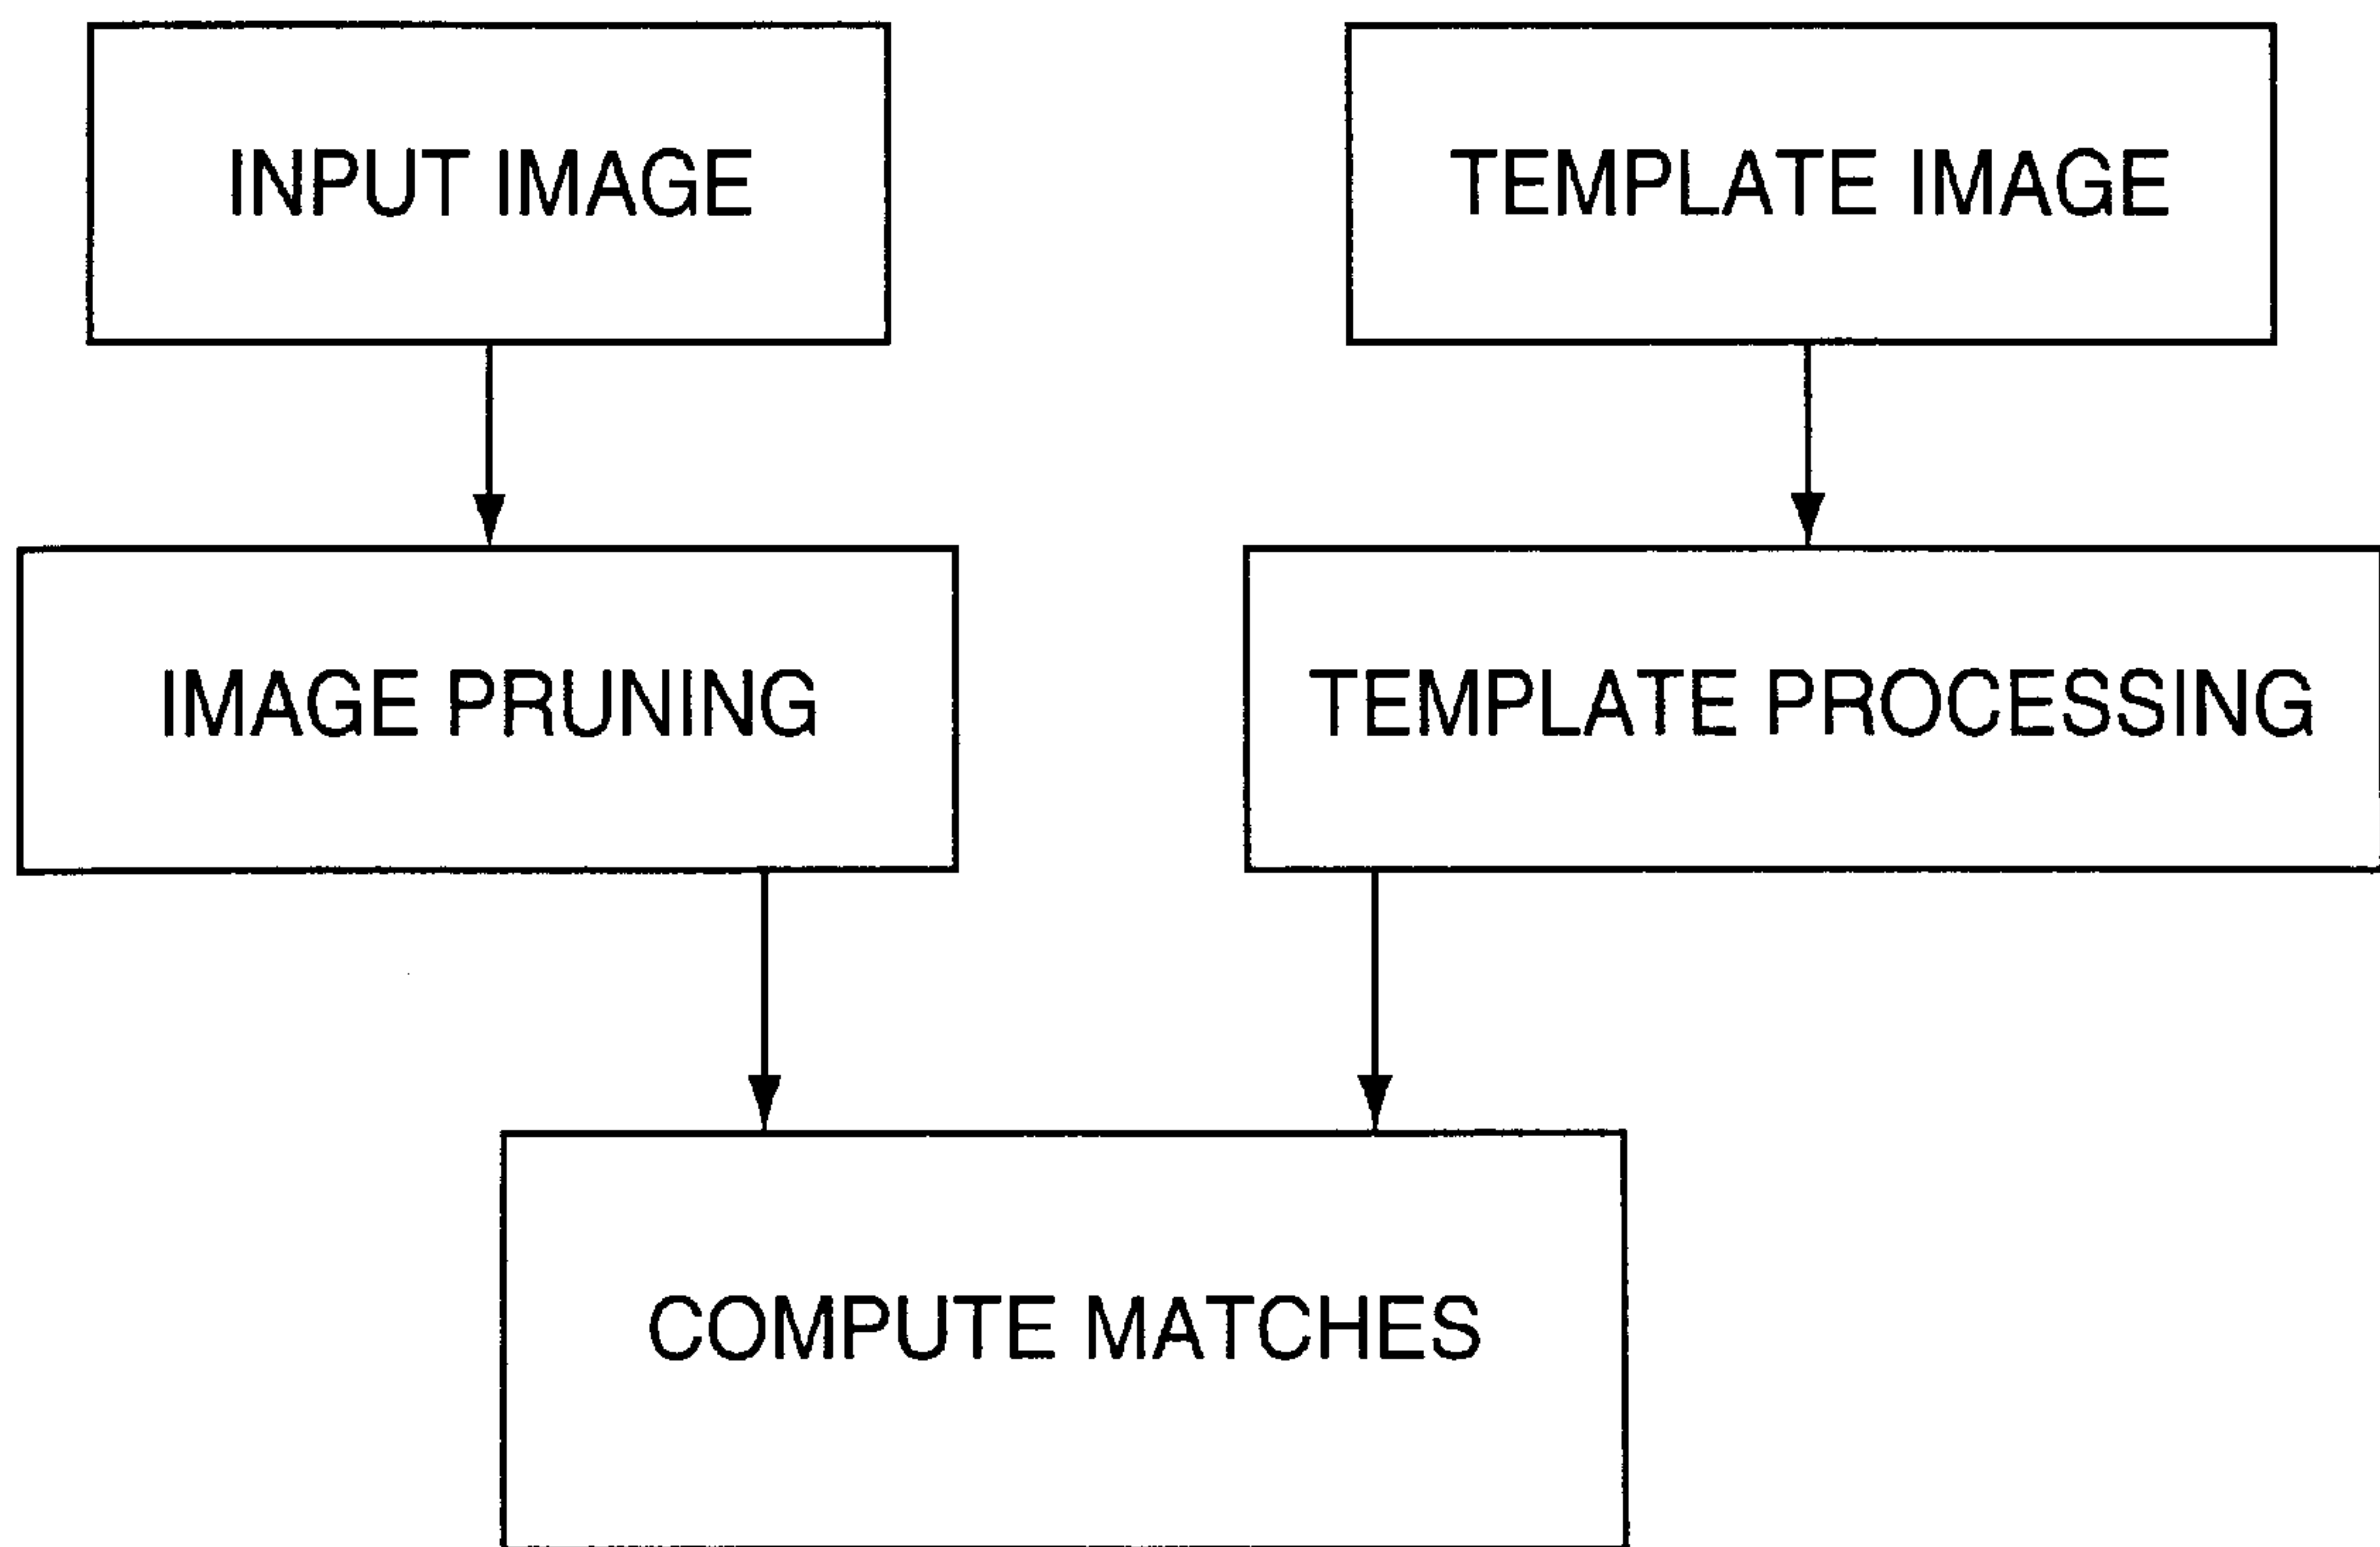 INPUT IMAGE
TEMPLATE IMAGE
IMAGE PRUNING
TEMPLATE PROCESSING
COMPUTE MATCHES